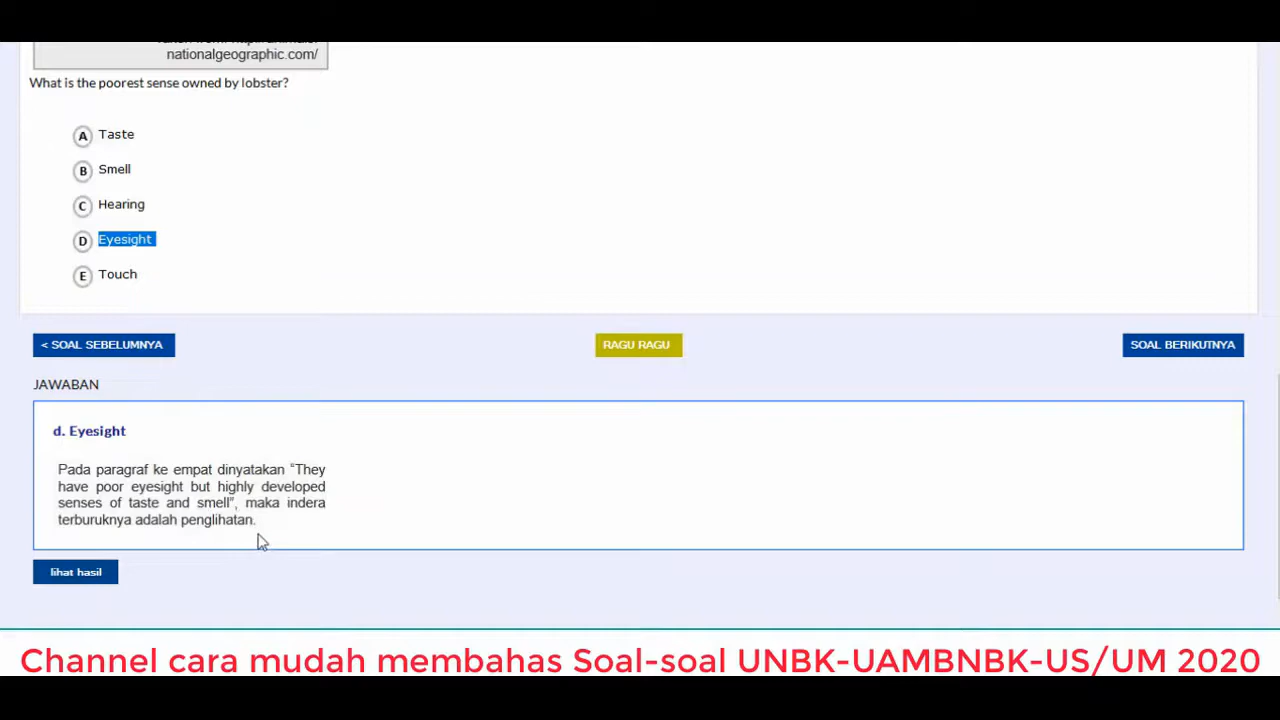 nationalgeographic.com/
What is the poorest sense owned by lobster?
A Taste
B Smell
C Hearing
D Eyesight
E Touch
< SOAL SEBELUMNYA
RAGU RAGU
SOAL BERIKUTNYA
JAWABAN
d. Eyesight
Pada paragraf ke empat dinyatakan “They
have poor eyesight but highly developed
senses of taste and smell”, maka indera
terburuknya adalah penglihatan.
lihat hasil
Channel cara mudah membahas Soal-soal UNBK-UAMBNBK-US/UM 2020